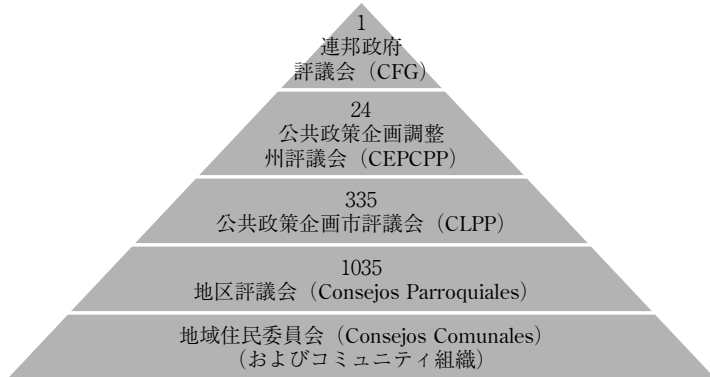 1
連邦政府
評議会（CFG）
24
公共政策企画調整
州評議会（CEPCPP）
335
公共政策企画市評議会（CLPP）
1035
地区評議会（Consejos Parroquiales）
地域住民委員会（Consejos Comunales）
（およびコミュニティ組織）